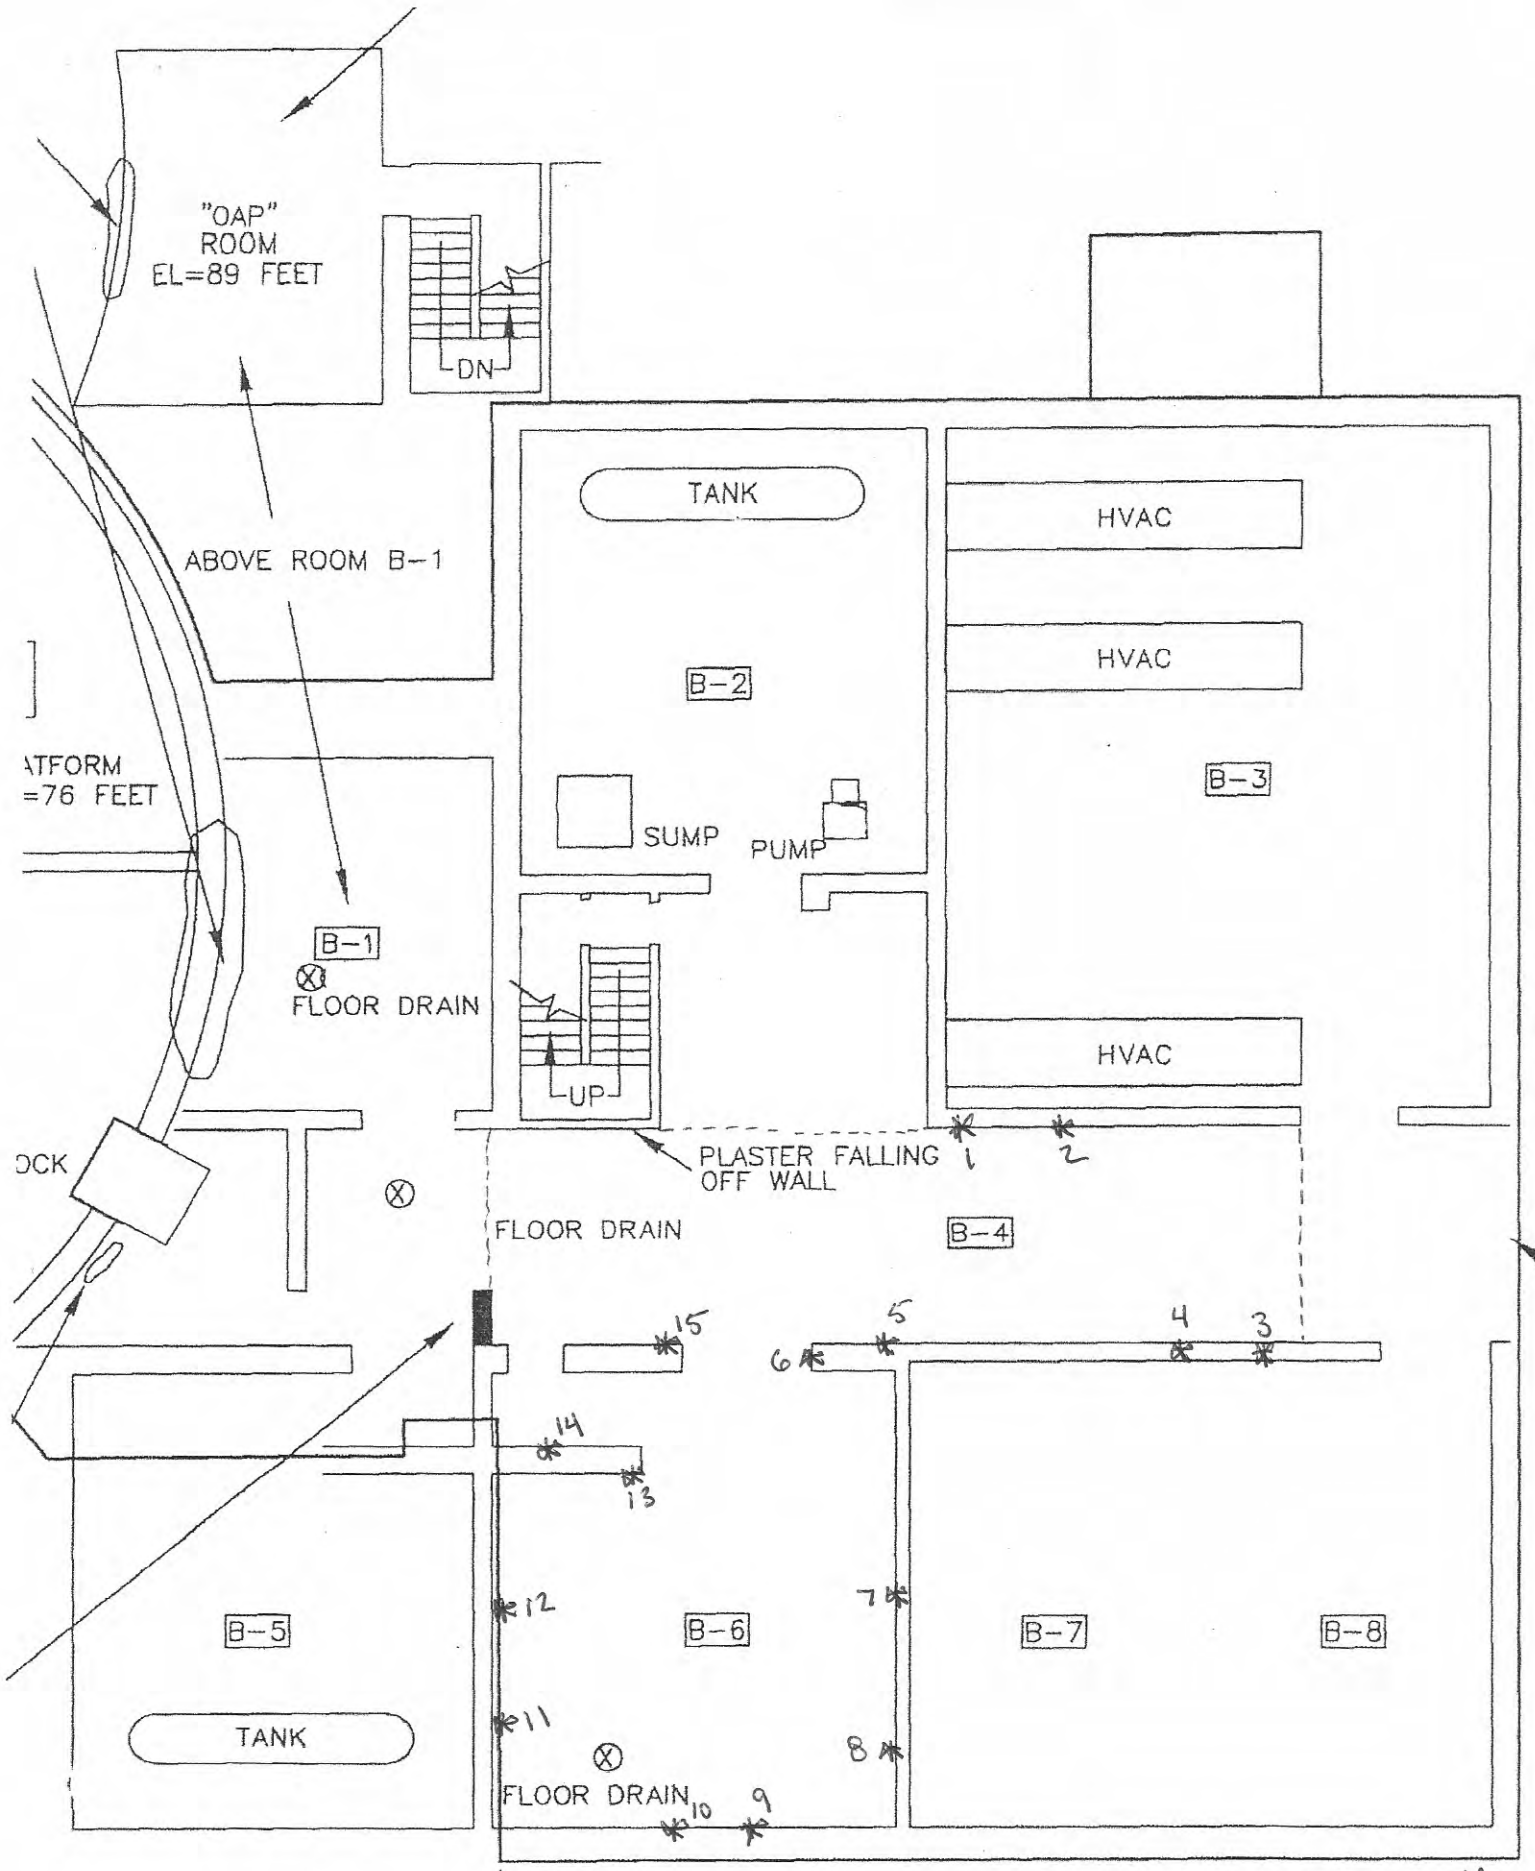 "OAP"
ROOM
EL=89 FEET
DN
TANK
HVAC
ABOVE ROOM B-1
HVAC
B-2
ATFORM
=76 FEET
B-3
SUMP
PUMP
B-1
FLOOR DRAIN
HVAC
UP
OCK
PLASTER FALLING
OFF WALL
1
2
FLOOR DRAIN
B-4
15
5
4
3
6
14
13
12
7
B-5
B-6
B-7
B-8
11
TANK
8
FLOOR DRAIN
10
9